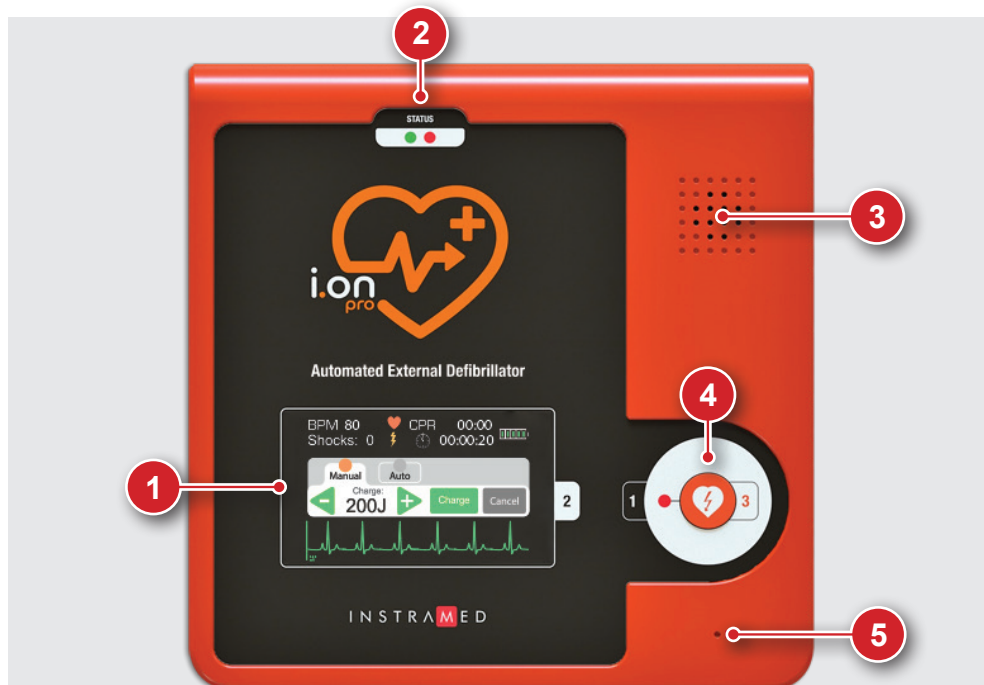 2
STATUS
3
i.on
pro
Automated External Defibrillator
4
BPM 80 CPR 00:00
Shocks: 0 00:00:20
Manual Auto
Charge:
200J
Charge Cancel
1
2
1 3
INSTRAMED
5